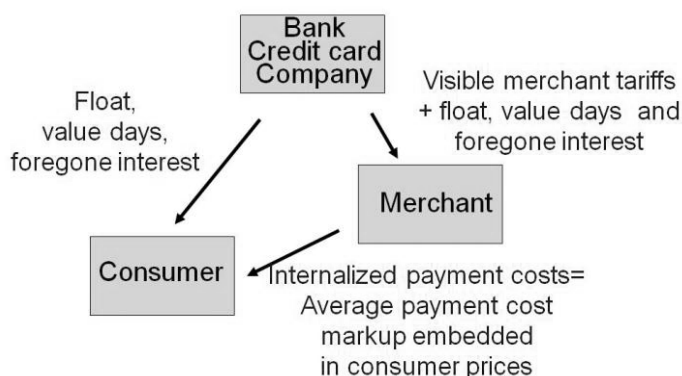 Bank
Credit card
Company
Float,
value days,
foregone interest
Visible merchant tariffs
+ float, value days and
foregone interest
Merchant
Consumer
Internalized payment costs=
Average payment cost
markup embedded
in consumer prices